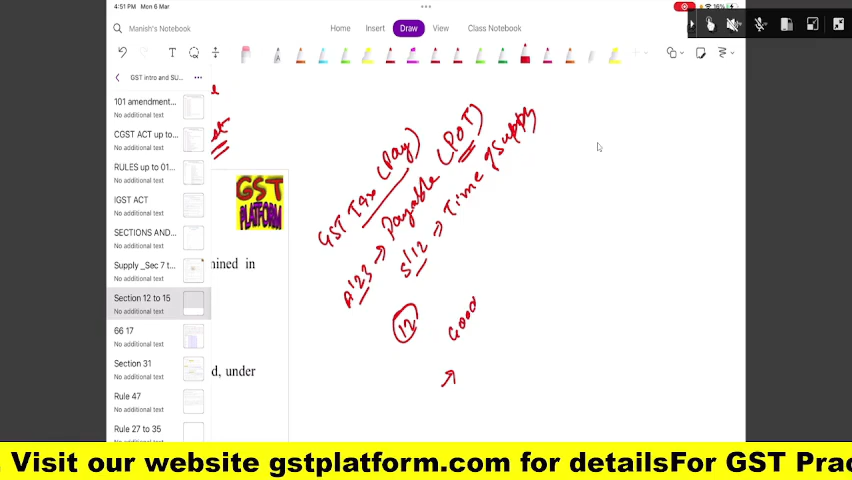 4:51 PM Mon 6 Mar
16%
Manish's Notebook
Home Insert Draw View Class Notebook
GST intro and SU...
101 amendment...
No additional text
CGST ACT up to...
No additional text
RULES up to 01...
No additional text
IGST ACT
No additional text
SECTIONS AND...
No additional text
Supply _Sec 7 t...
No additional text
Section 12 to 15
No additional text
66 17
No additional text
Section 31
No additional text
Rule 47
No additional text
Rule 27 to 35
No additional text
GST
PLATFORM
mined in
d, under
GST Tax (Pay)
A'23 → Payable (POT)
S'12 → Time of Supply
12
Good
. Visit our website gstplatform.com for detailsFor GST Prac